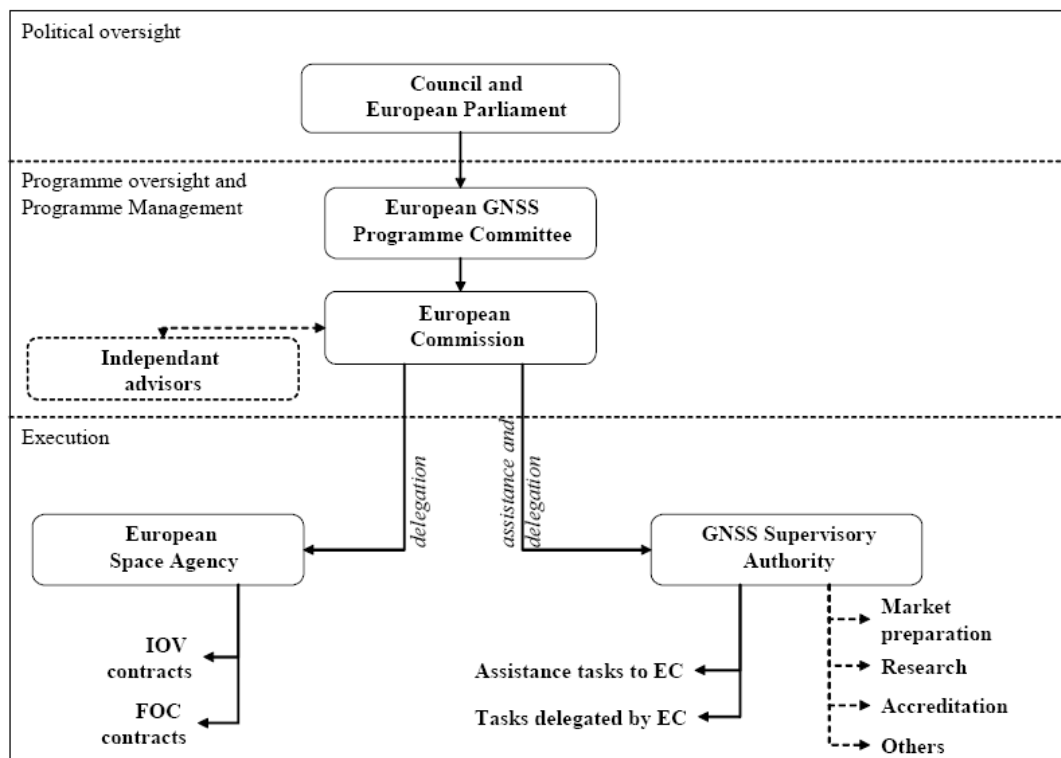 Political oversight
Council and
European Parliament
Programme oversight and
Programme Management
European GNSS
Programme Committee
European
Commission
Independant
advisors
Execution
delegation
assistance and
delegation
European
Space Agency
GNSS Supervisory
Authority
IOV
contracts
FOC
contracts
Assistance tasks to EC
Tasks delegated by EC
Market
preparation
Research
Accreditation
Others